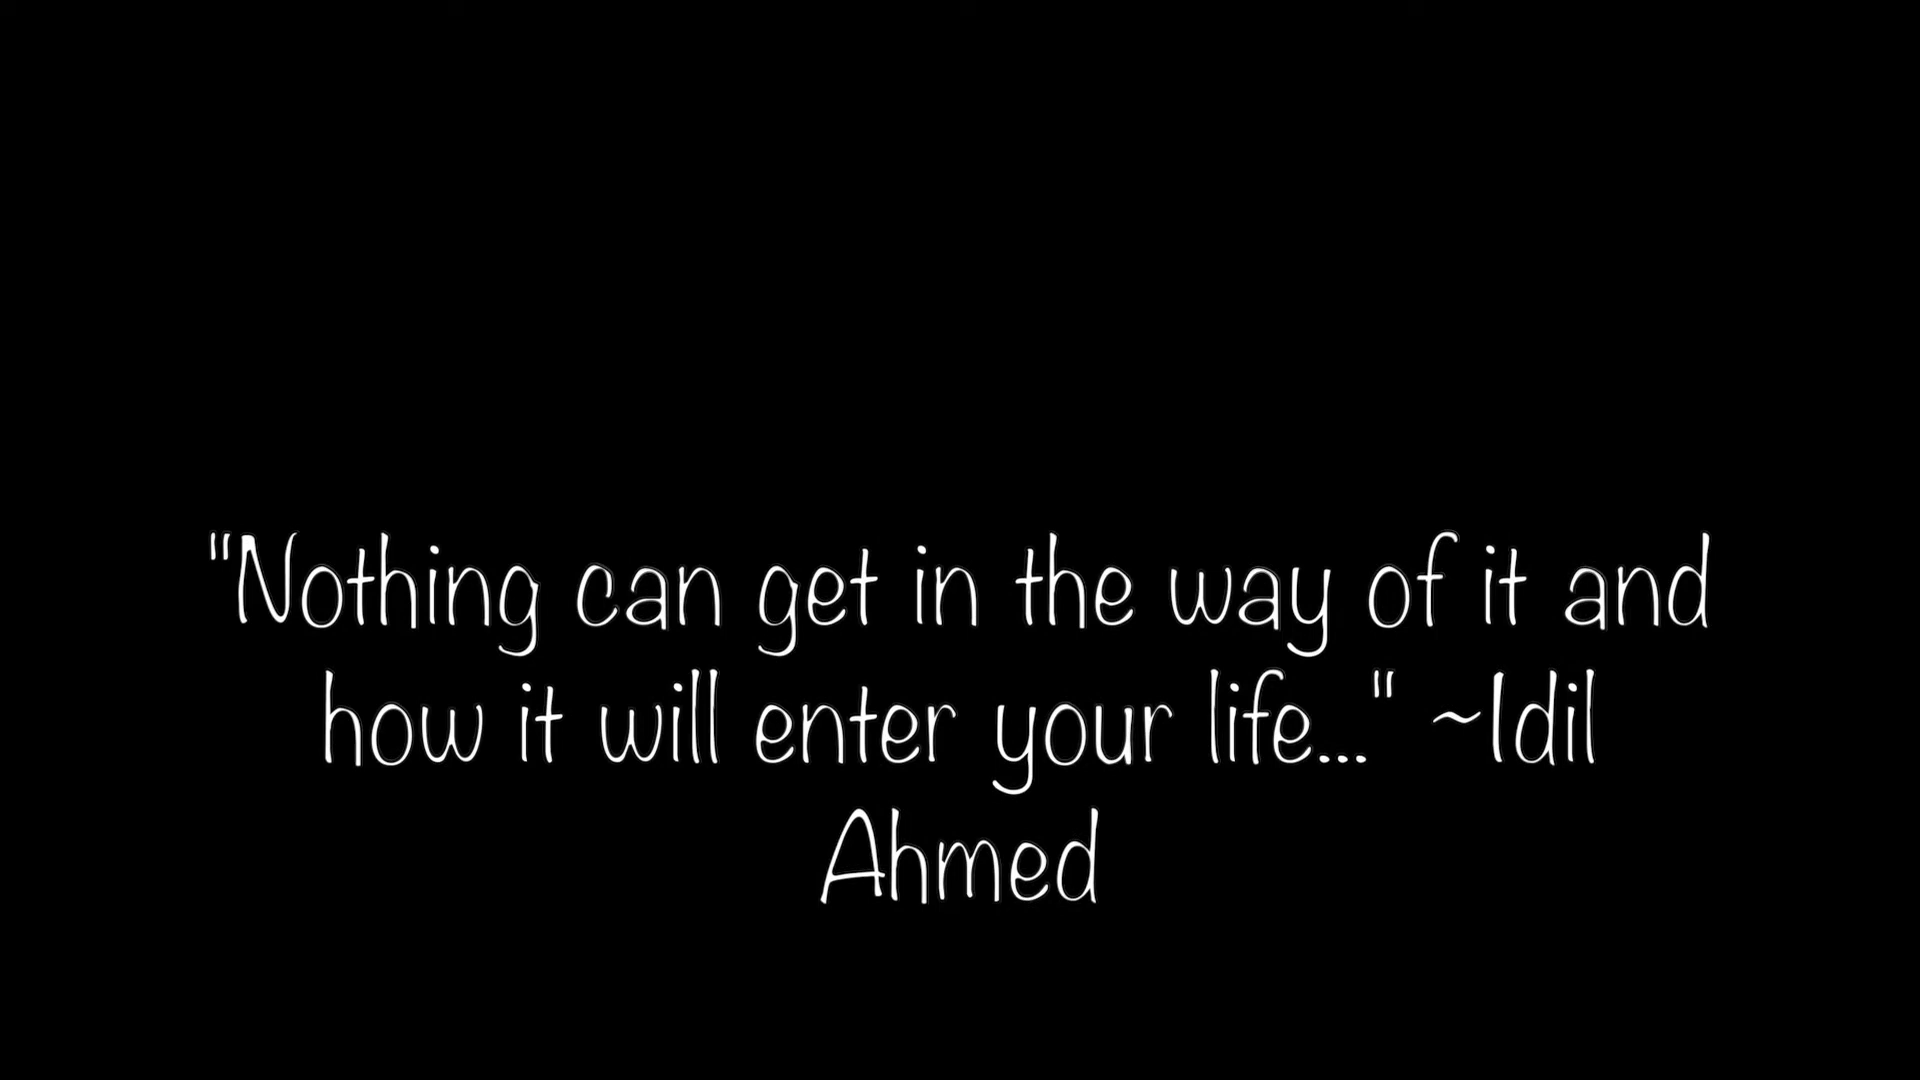 "Nothing can get in the way of it and
how it will enter your life..." ~Idil
Ahmed